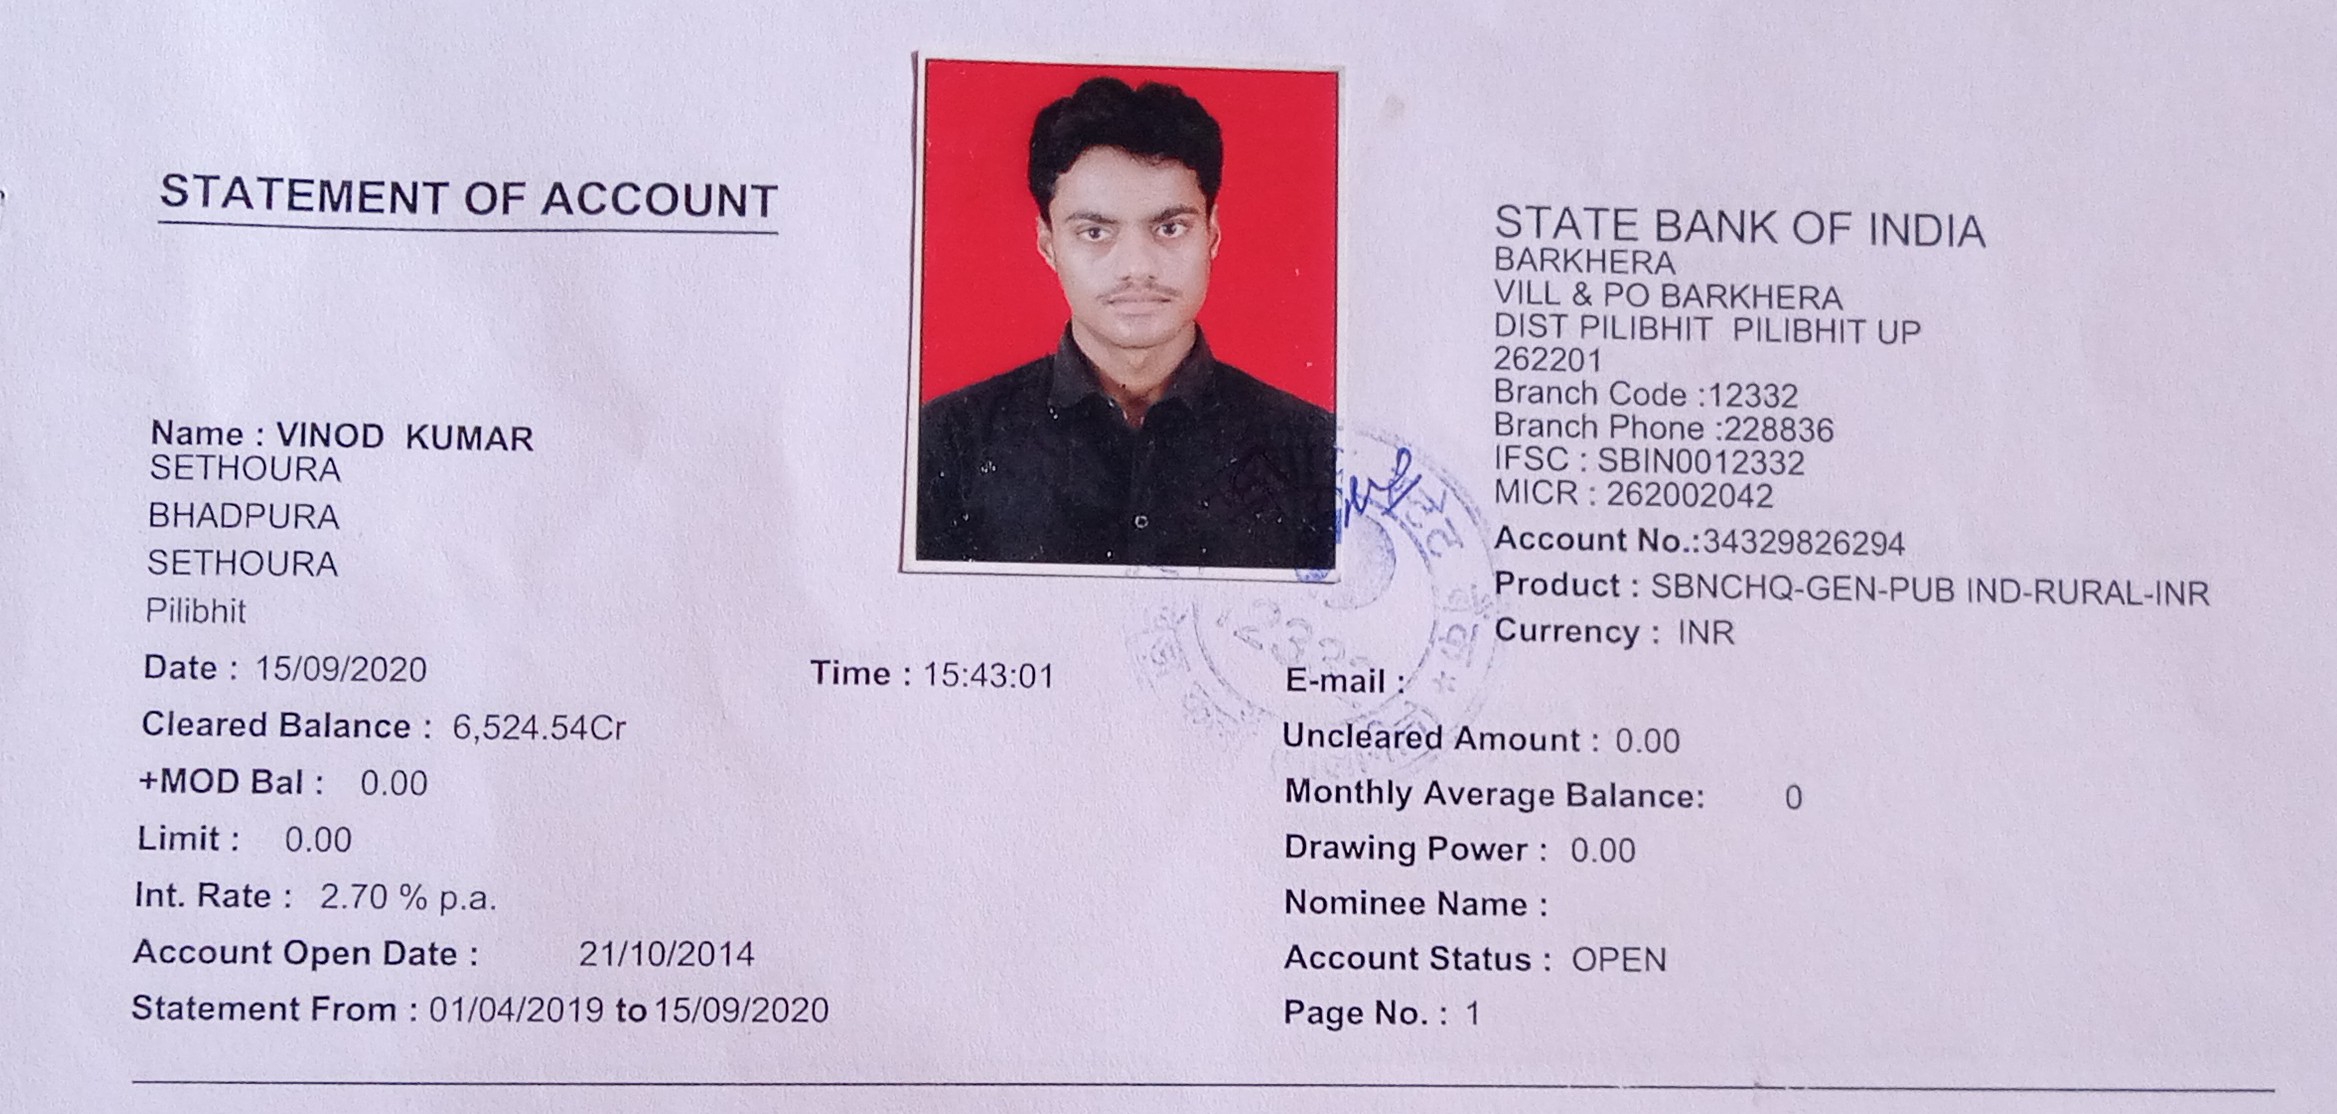 STATEMENT OF ACCOUNT
STATE BANK OF INDIA
BARKHERA
VILL & PO BARKHERA
DIST PILIBHIT PILIBHIT UP
262201
Branch Code :12332
Branch Phone :228836
IFSC : SBIN0012332
MICR : 262002042
Account No.:34329826294
Product : SBNCHQ-GEN-PUB IND-RURAL-INR
Currency : INR
Name : VINOD KUMAR
SETHOURA
BHADPURA
SETHOURA
Pilibhit
Date : 15/09/2020
Time : 15:43:01
E-mail :
Cleared Balance : 6,524.54Cr
Uncleared Amount : 0.00
+MOD Bal : 0.00
Monthly Average Balance: 0
Limit : 0.00
Drawing Power : 0.00
Int. Rate : 2.70 % p.a.
Nominee Name :
Account Open Date : 21/10/2014
Account Status : OPEN
Statement From : 01/04/2019 to 15/09/2020
Page No. : 1